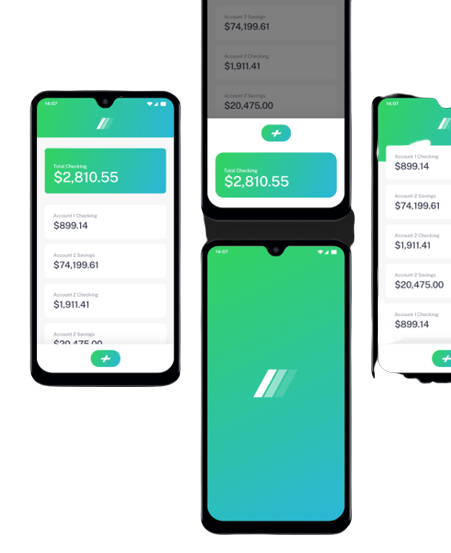 14:07
Total Checking
$2,810.55
Account 1 Checking
$899.14
Account 2 Savings
$74,199.61
Account 2 Checking
$1,911.41
Account 2 Savings
$20,475.00
Account 2 Savings
$74,199.61
Account 2 Checking
$1,911.41
Account 2 Savings
$20,475.00
Total Checking
$2,810.55
14:07
14:07
Account 1 Checking
$899.14
Account 2 Savings
$74,199.61
Account 2 Checking
$1,911.41
Account 2 Savings
$20,475.00
Account 1 Checking
$899.14